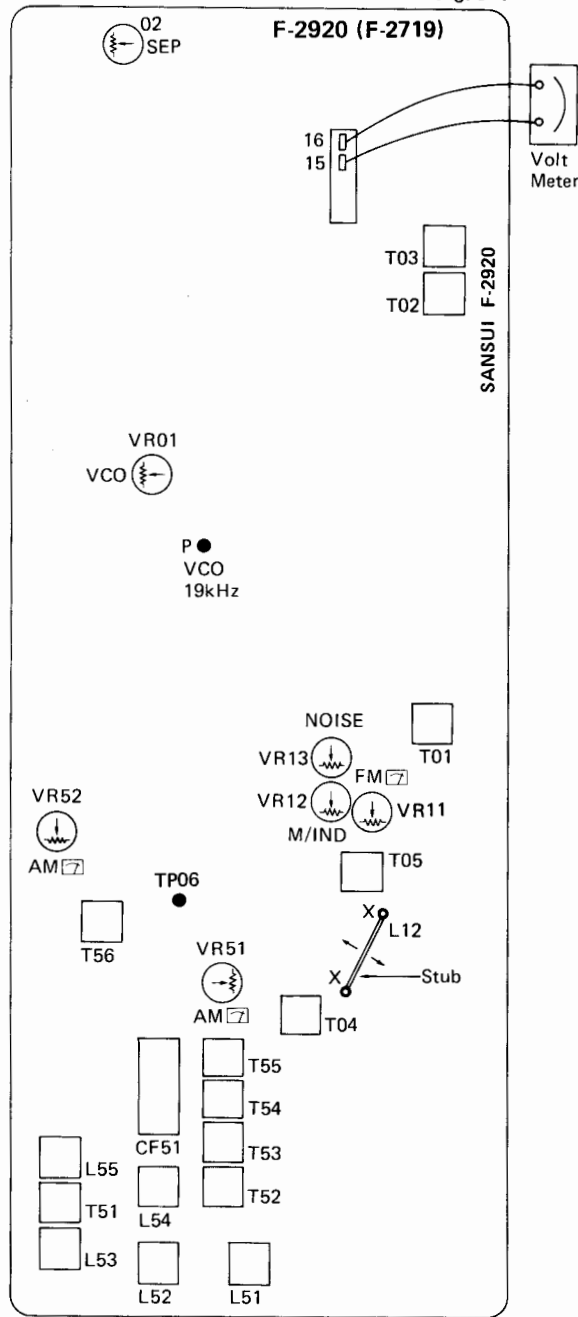 02
SEP
F-2920 (F-2719)
16
15
Volt
Meter
T03
T02
SANSUI F-2920
VR01
VCO
P
VCO
19kHz
NOISE
T01
VR13
FM
VR12
VR11
M/IND
VR52
AM
T05
TP06
X
L12
T56
VR51
X
Stub
AM
T04
T55
T54
CF51
T53
L55
T52
T51
L54
L53
L52
L51